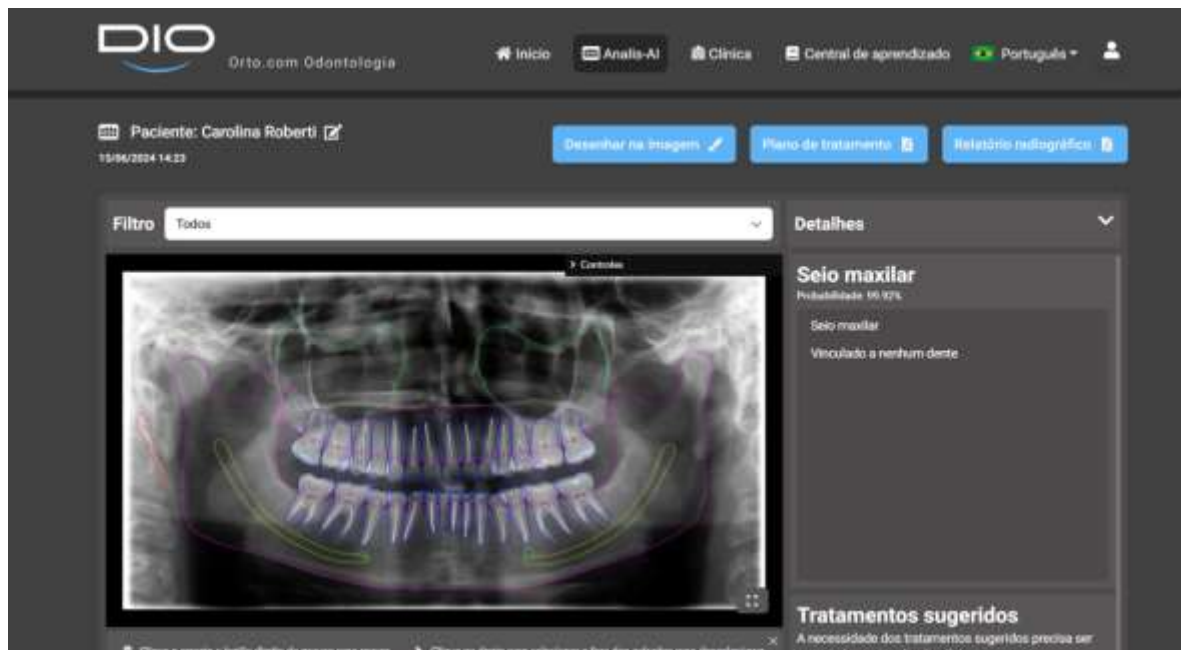 DIO
Orto.com Odontologia
Início
Analis-AI
Clínica
Central de aprendizado
Português
Paciente: Carolina Roberti
15/06/2024 14:23
Desenhar na imagem
Plano de tratamento
Relatório radiográfico
Filtro
Todos
Detalhes
> Controles
Seio maxilar
Probabilidade: 99.92%
Seio maxilar
Vinculado a nenhum dente
Tratamentos sugeridos
A necessidade dos tratamentos sugeridos precisa ser